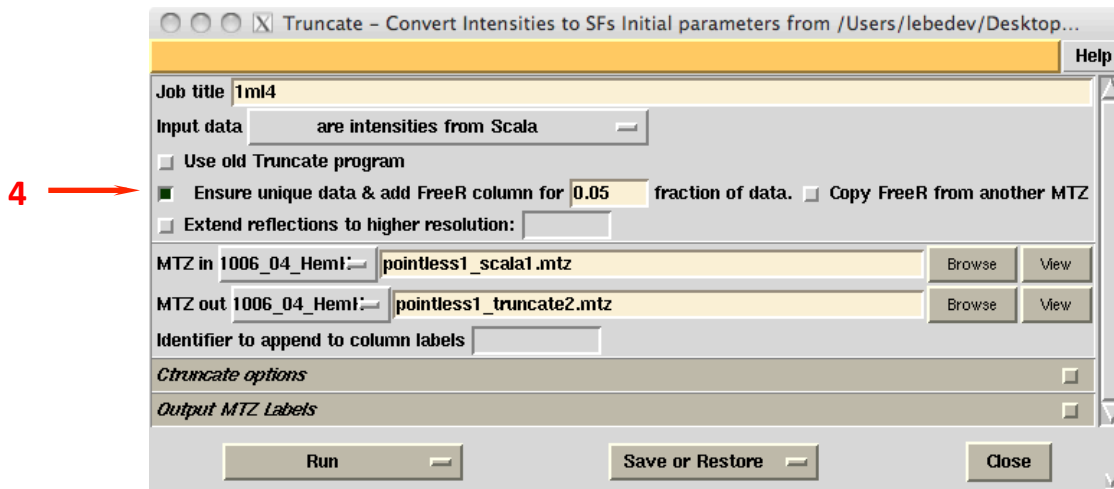 Truncate - Convert Intensities to SFs Initial parameters from /Users/lebedev/Desktop...
Help
Job title 1ml4
Input data are intensities from Scala
Use old Truncate program
4 Ensure unique data & add FreeR column for 0.05 fraction of data. Copy FreeR from another MTZ
Extend reflections to higher resolution:
MTZ in 1006_04_HemI: pointless1_scala1.mtz Browse View
MTZ out 1006_04_HemI: pointless1_truncate2.mtz Browse View
Identifier to append to column labels
Ctruncate options
Output MTZ Labels
Run Save or Restore Close